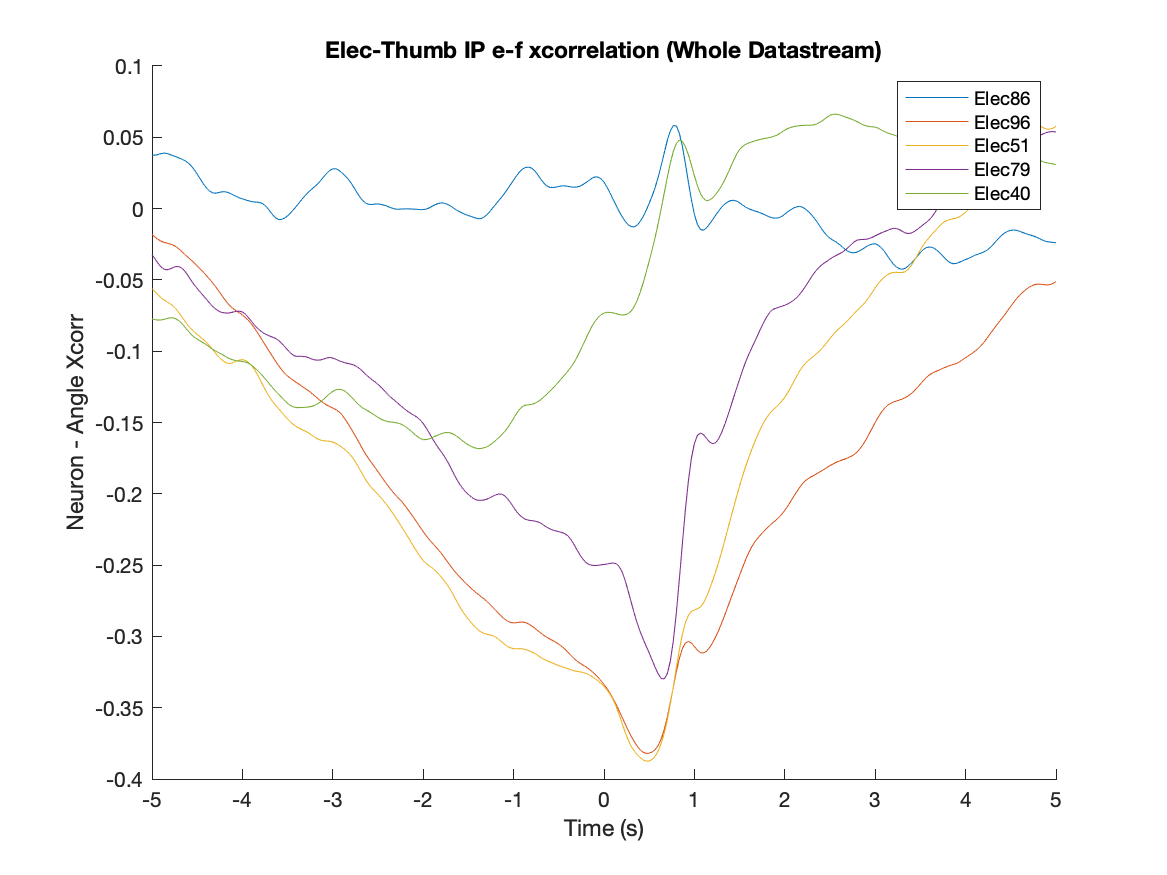 Elec-Thumb IP e-f xcorrelation (Whole Datastream)
0.1
0.05
0
-0.05
-0.1
-0.15
-0.2
-0.25
-0.3
-0.35
-0.4
Neuron - Angle Xcorr
Elec86
Elec96
Elec51
Elec79
Elec40
-5 -4 -3 -2 -1 0 1 2 3 4 5
Time (s)